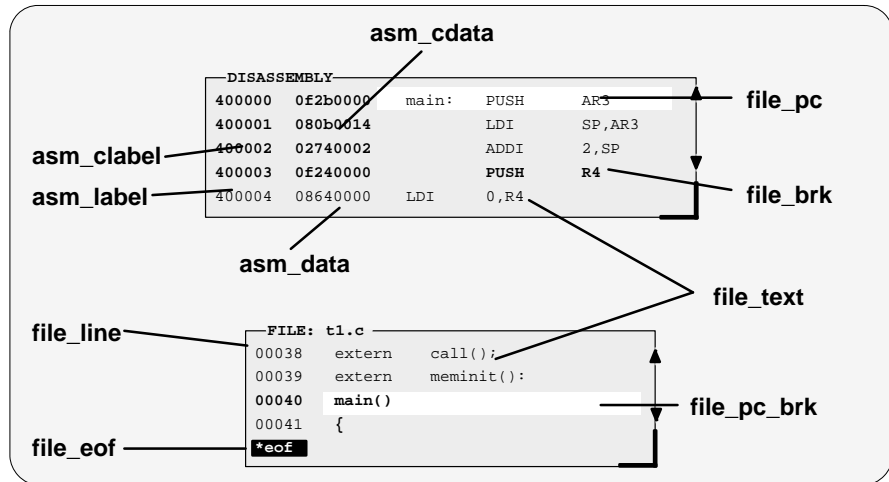 asm_cdata
DISASSEMBLY
400000 0f2b0000 main: PUSH AR3
file_pc
400001 080b0014 LDI SP,AR3
asm_clabel
400002 02740002 ADDI 2,SP
400003 0f240000 PUSH R4
file_brk
asm_label
400004 08640000 LDI 0,R4
asm_data
file_text
file_line
FILE: t1.c
00038 extern call();
00039 extern meminit():
00040 main()
file_pc_brk
00041 {
file_eof
*eof